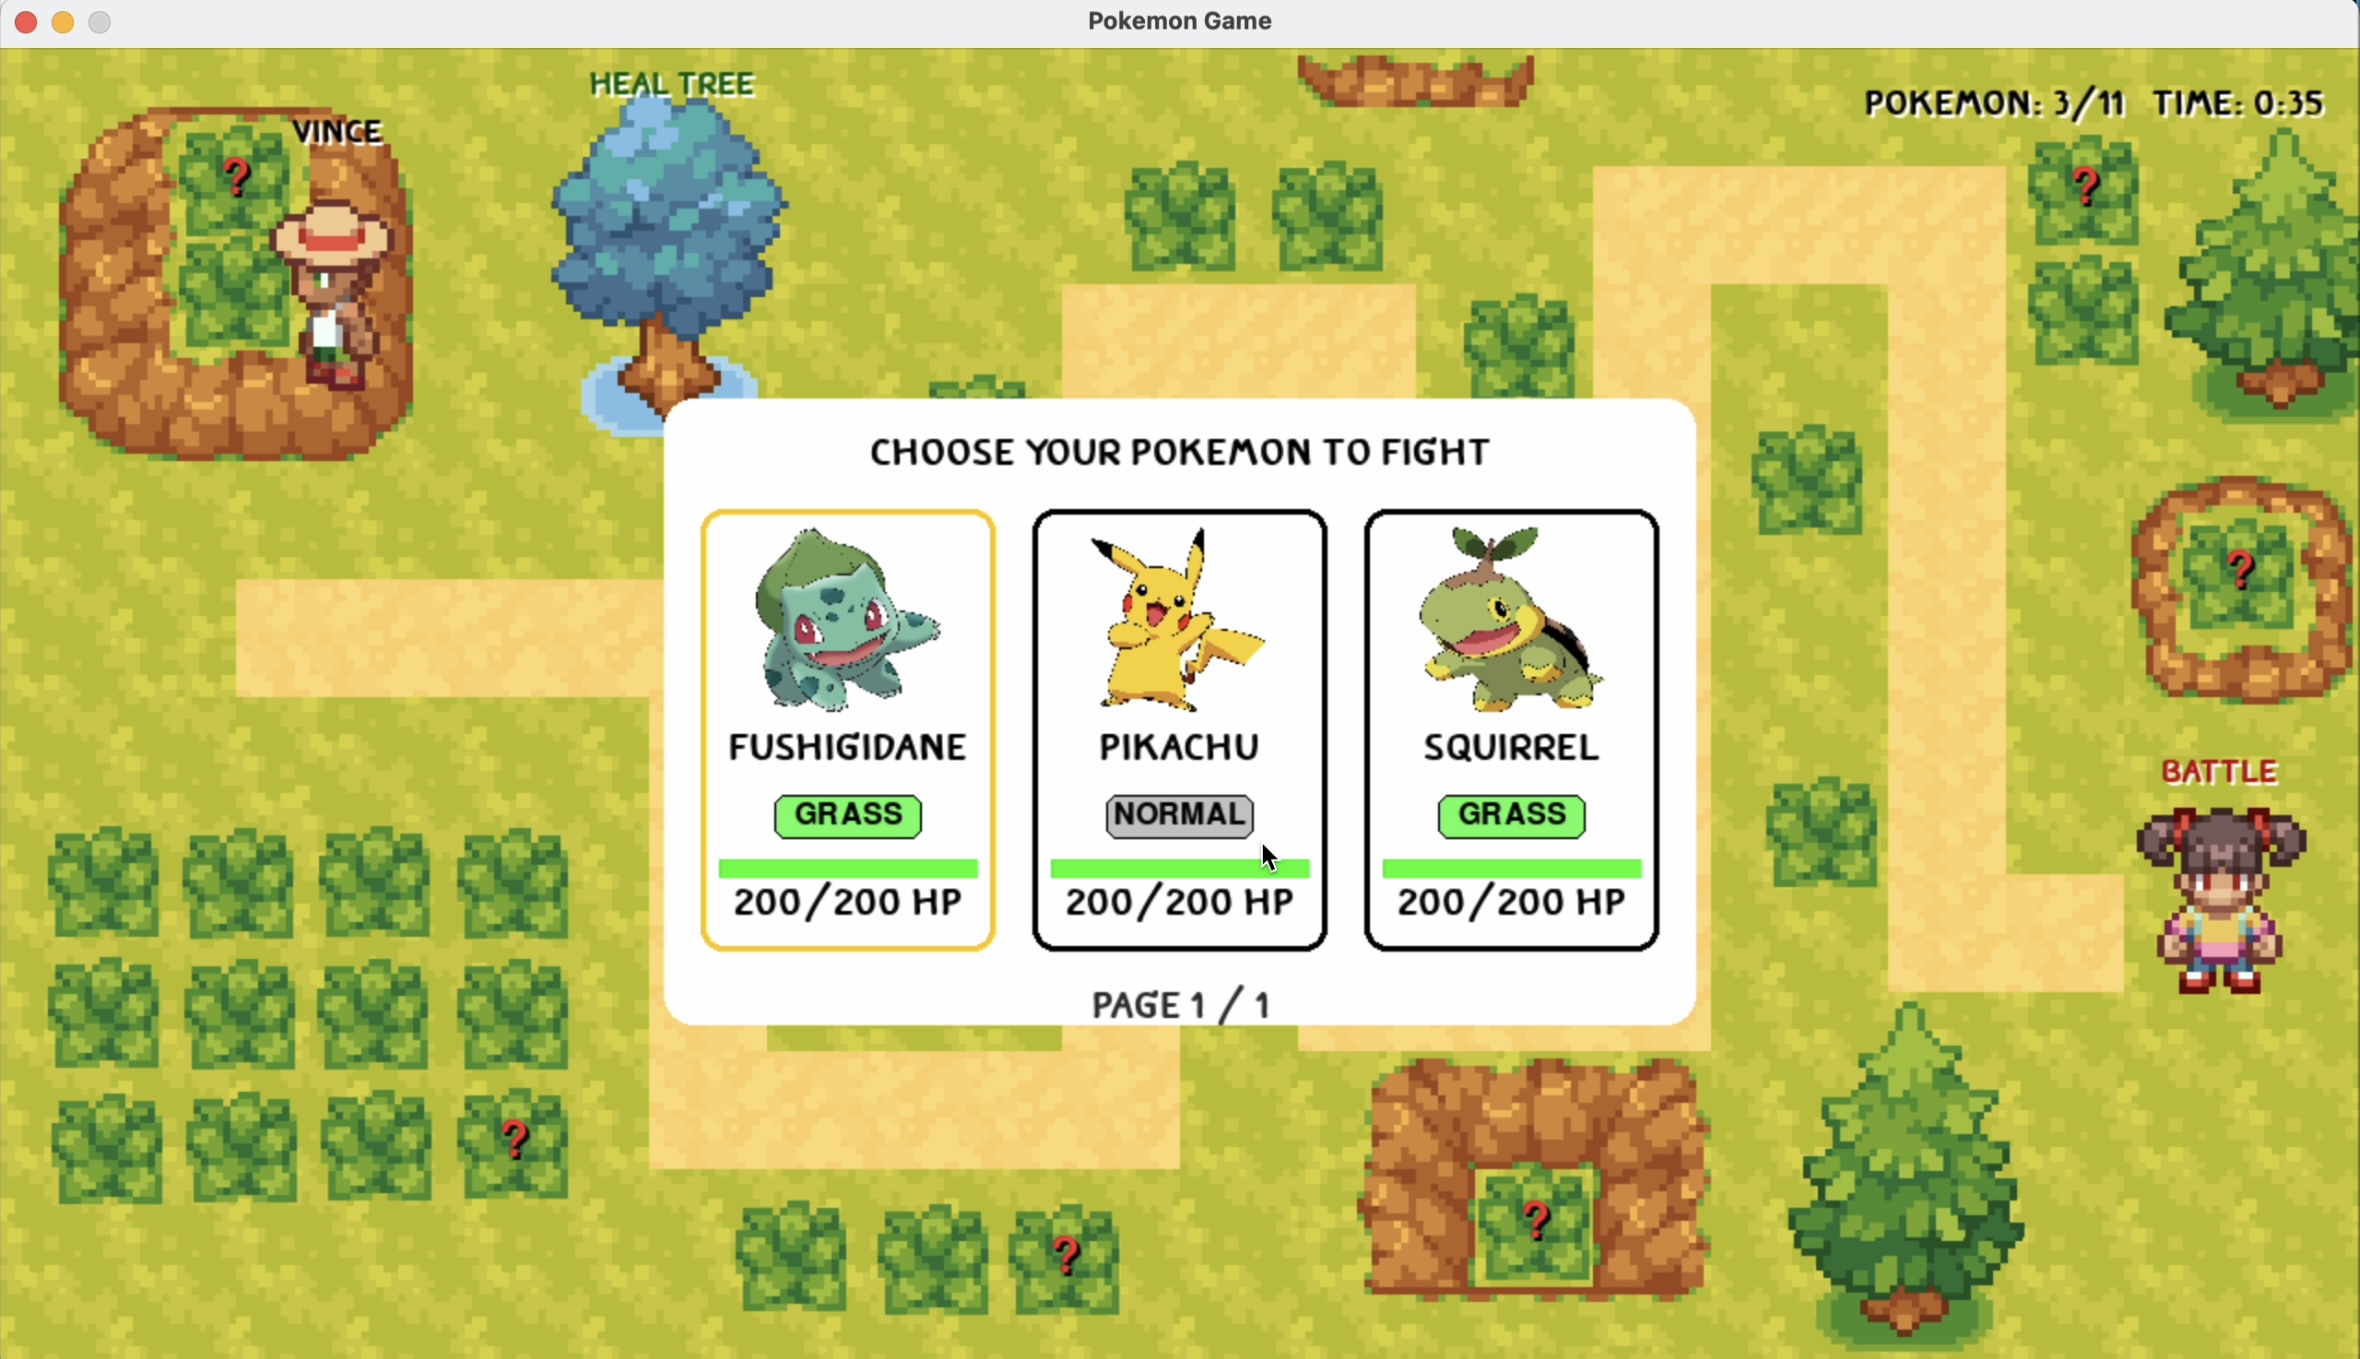 Pokemon Game
HEAL TREE
POKEMON: 3/11 TIME: 0:35
VINCE
?
?
CHOOSE YOUR POKEMON TO FIGHT
?
FUSHIGIDANE
PIKACHU
SQUIRREL
BATTLE
GRASS
NORMAL
GRASS
200/200 HP
200/200 HP
200/200 HP
PAGE 1 / 1
?
?
?